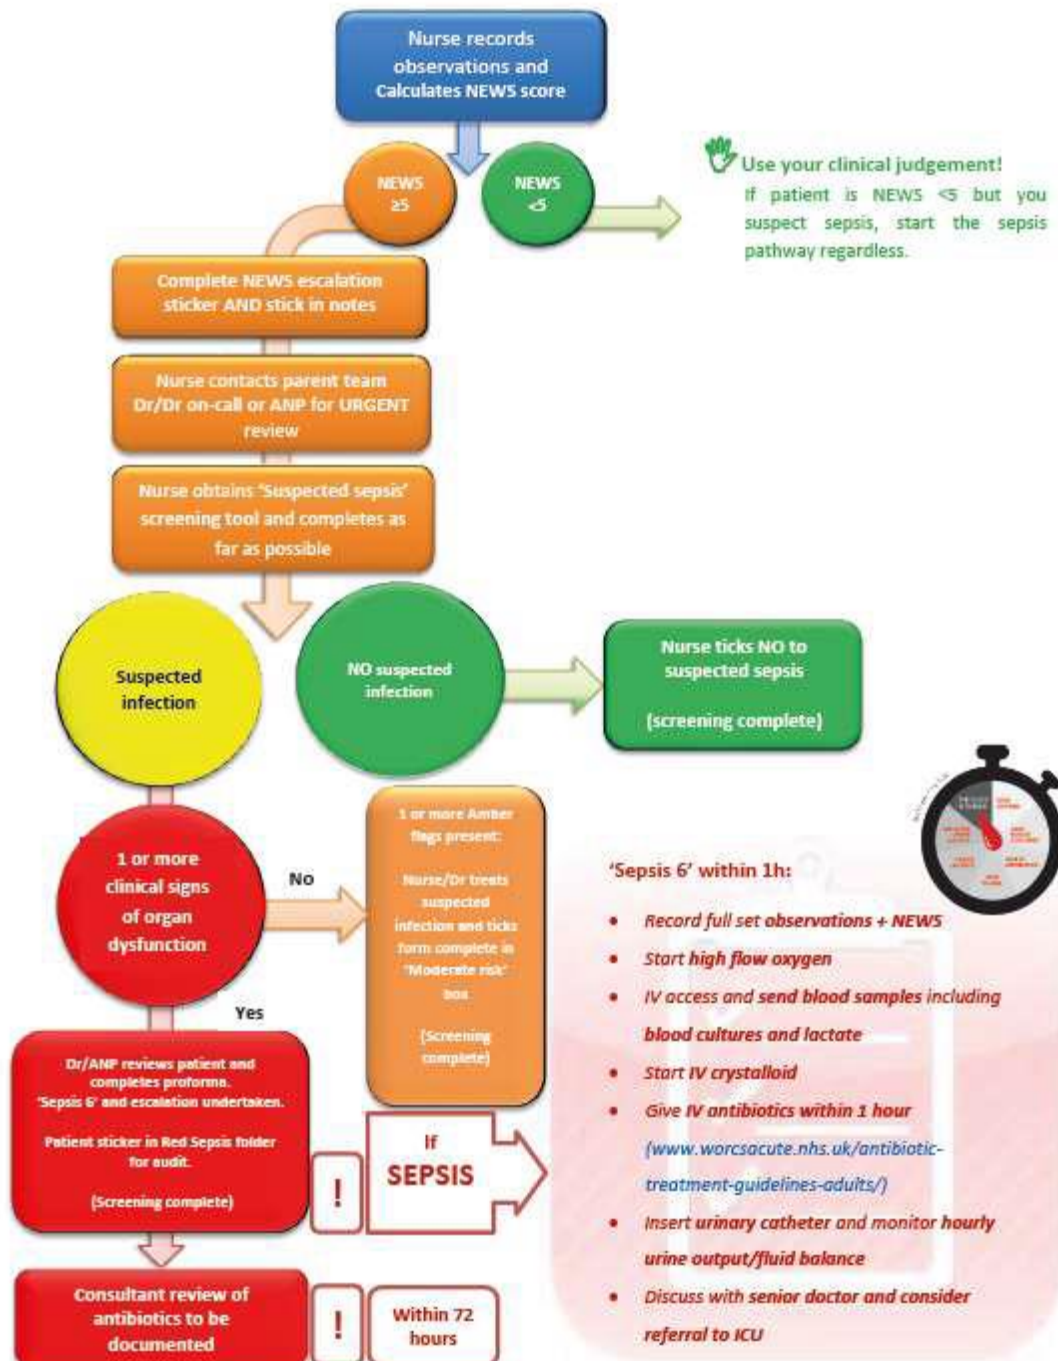 Nurse records
observations and
Calculates NEWS score
NEWS
≥5
NEWS
<5
Use your clinical judgement!
If patient is NEWS <5 but you
suspect sepsis, start the sepsis
pathway regardless.
Complete NEWS escalation
sticker AND stick in notes
Nurse contacts parent team
Dr/Dr on-call or ANP for URGENT
review
Nurse obtains ‘Suspected sepsis’
screening tool and completes as
far as possible
Suspected
infection
NO suspected
infection
Nurse ticks NO to
suspected sepsis
(screening complete)
1 or more
clinical signs
of organ
dysfunction
No
Yes
1 or more Amber
flags present:
Nurse/Dr treats
suspected
infection and ticks
form complete in
‘Moderate risk’
box
(Screening
complete)
Dr/ANP reviews patient and
completes proforma.
‘Sepsis 6’ and escalation undertaken.
Patient sticker in Red Sepsis folder
for audit.
(Screening complete)
!
If
SEPSIS
Consultant review of
antibiotics to be
documented
!
Within 72
hours
‘Sepsis 6’ within 1h:
• Record full set observations + NEWS
• Start high flow oxygen
• IV access and send blood samples including
blood cultures and lactate
• Start IV crystalloid
• Give IV antibiotics within 1 hour
(www.worcsacute.nhs.uk/antibiotic-
treatment-guidelines-adults/)
• Insert urinary catheter and monitor hourly
urine output/fluid balance
• Discuss with senior doctor and consider
referral to ICU